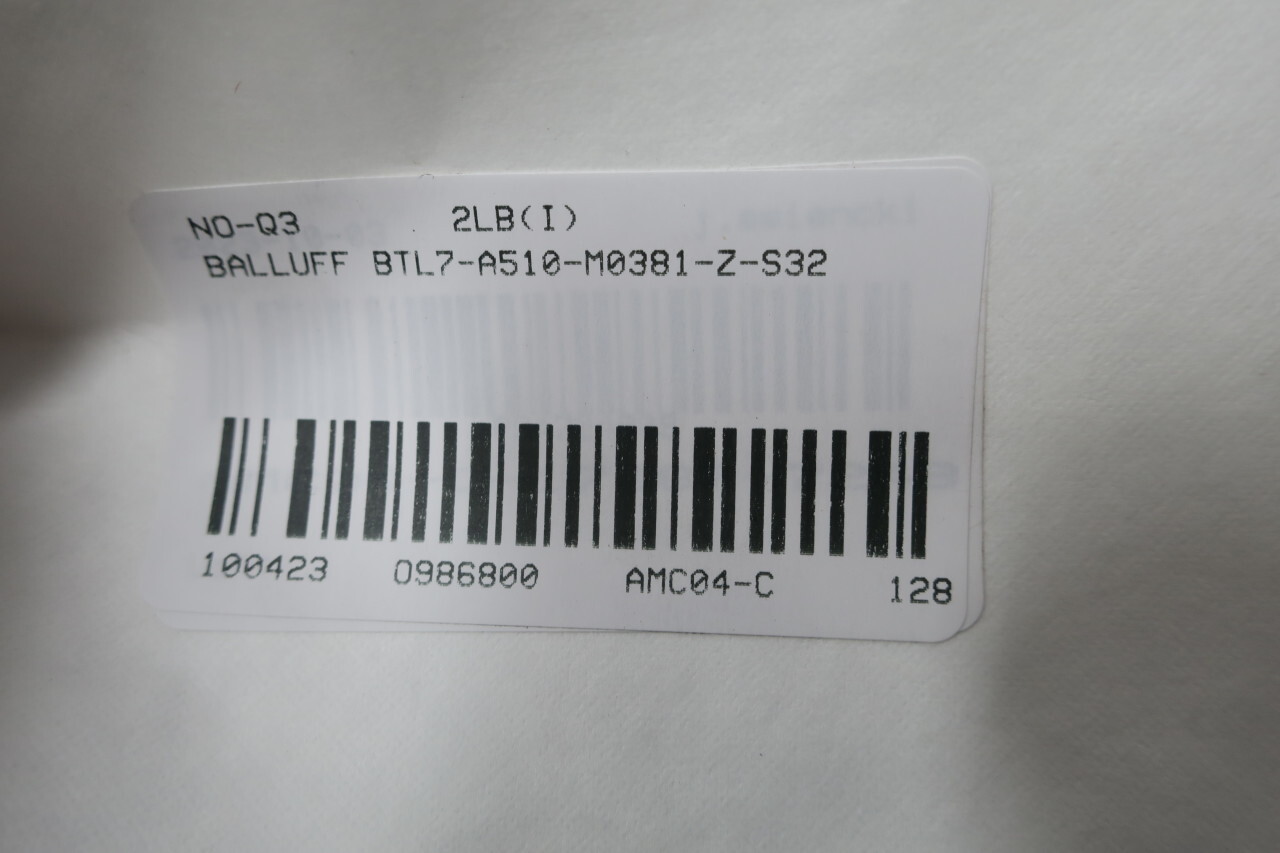 NO-Q3 2LB(I)
BALLUFF BTL7-A510-M0381-Z-S32
100423 0986800 AMC04-C 128